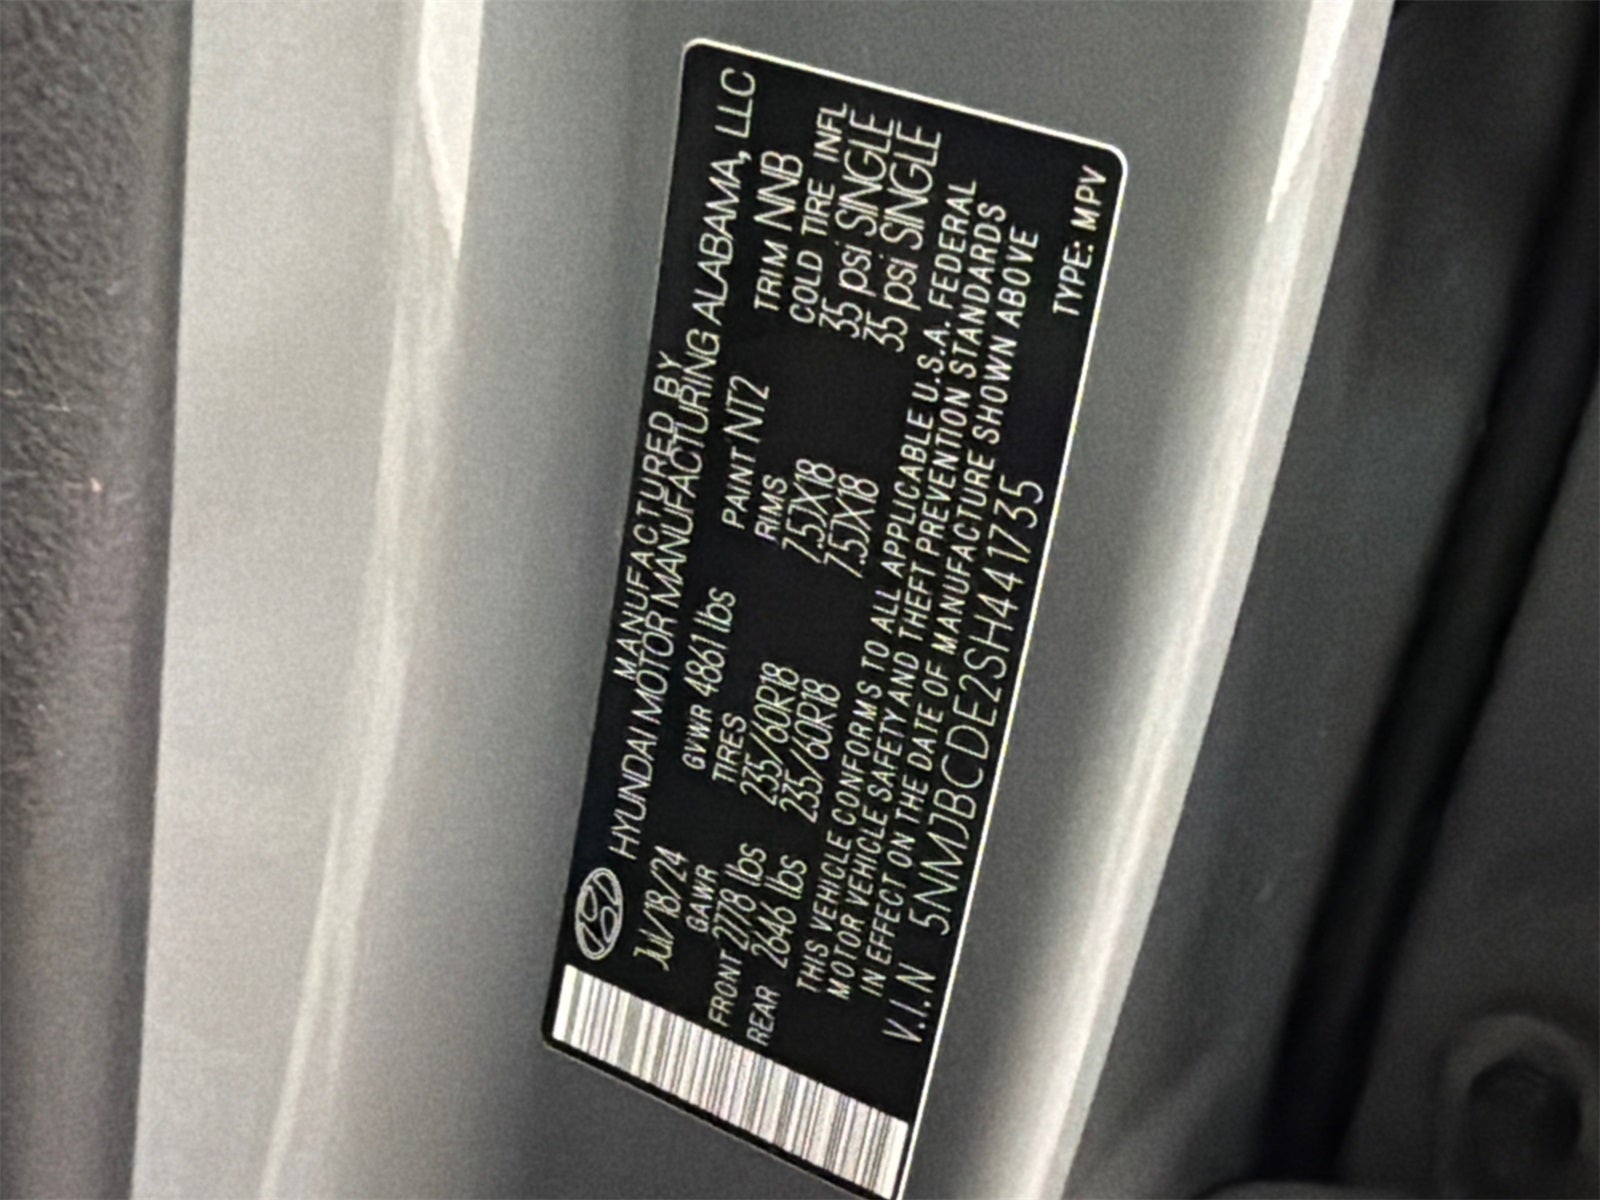 MANUFACTURED BY
HYUNDAI MOTOR MANUFACTURING ALABAMA, LLC
JUL/18/24 GVWR 4861 lbs PAINT NT2 TRIM NNB
GAWR TIRES RIMS COLD TIRE INFL
FRONT 2778 lbs 235/60R18 7.5JX18 35 psi SINGLE
REAR 2646 lbs 235/60R18 7.5JX18 35 psi SINGLE
THIS VEHICLE CONFORMS TO ALL APPLICABLE U.S.A. FEDERAL
MOTOR VEHICLE SAFETY AND THEFT PREVENTION STANDARDS
IN EFFECT ON THE DATE OF MANUFACTURE SHOWN ABOVE
V.I.N 5NMJBCDE2SH441735 TYPE: MPV